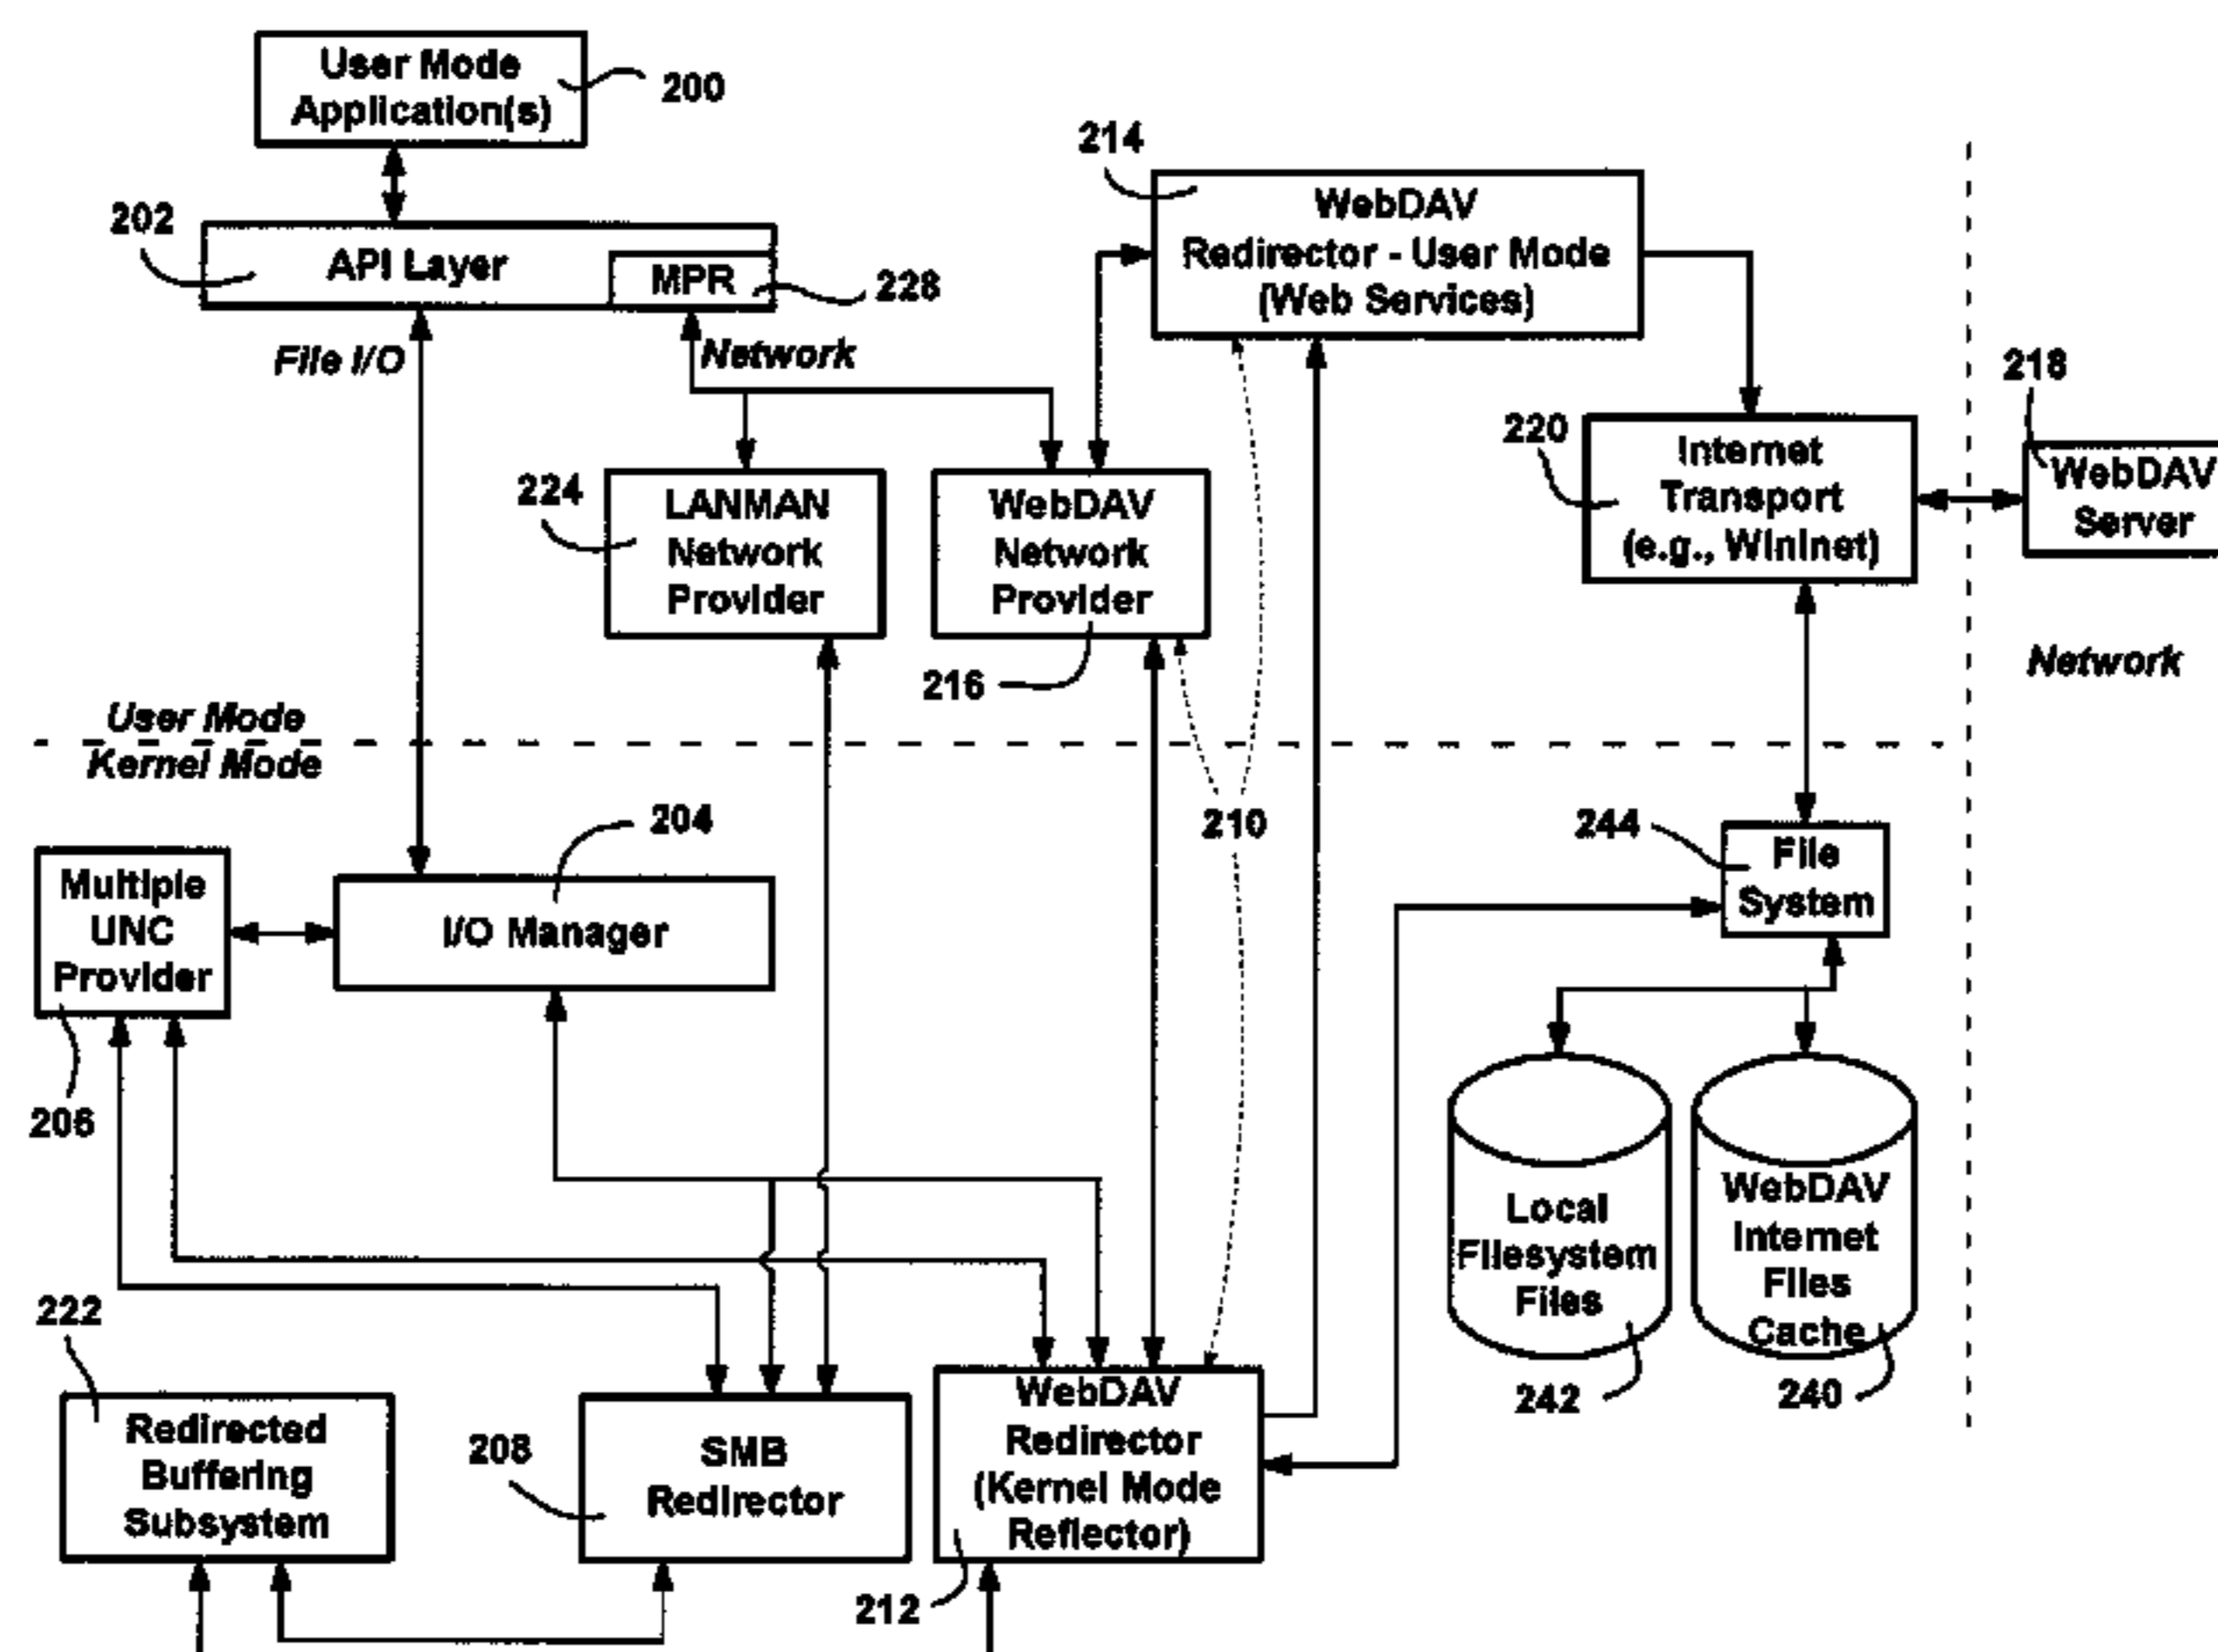 User Mode
Application(s)
200
202
API Layer
MPR
228
File I/O
Network
214
WebDAV
Redirector - User Mode
(Web Services)
224
LANMAN
Network
Provider
WebDAV
Network
Provider
216
220
Internet
Transport
(e.g., WinInet)
218
WebDAV
Server
Network
User Mode
Kernel Mode
204
210
244
File
System
Multiple
UNC
Provider
206
I/O Manager
Local
Filesystem
Files
242
WebDAV
Internet
Files
Cache
240
222
Redirected
Buffering
Subsystem
208
SMB
Redirector
WebDAV
Redirector
(Kernel Mode
Reflector)
212